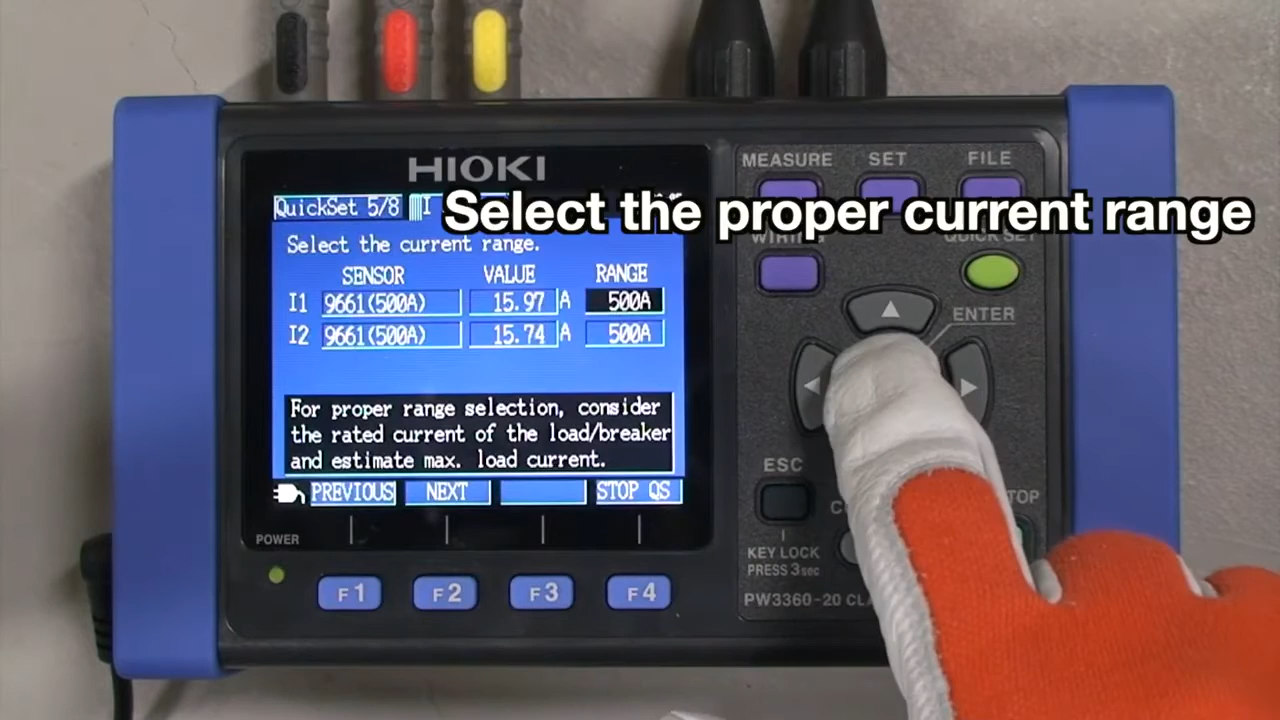 HIOKI
MEASURE SET FILE
QuickSet 5/8 I
Select the proper current range
Select the current range.
WIRING QUICK SET
SENSOR VALUE RANGE
I1 9661(500A) 15.97 A 500A
I2 9661(500A) 15.74 A 500A
ENTER
For proper range selection, consider
the rated current of the load/breaker
and estimate max. load current.
PREVIOUS NEXT STOP QS
ESC
KEY LOCK
PRESS 3sec
POWER
F1 F2 F3 F4
PW3360-20